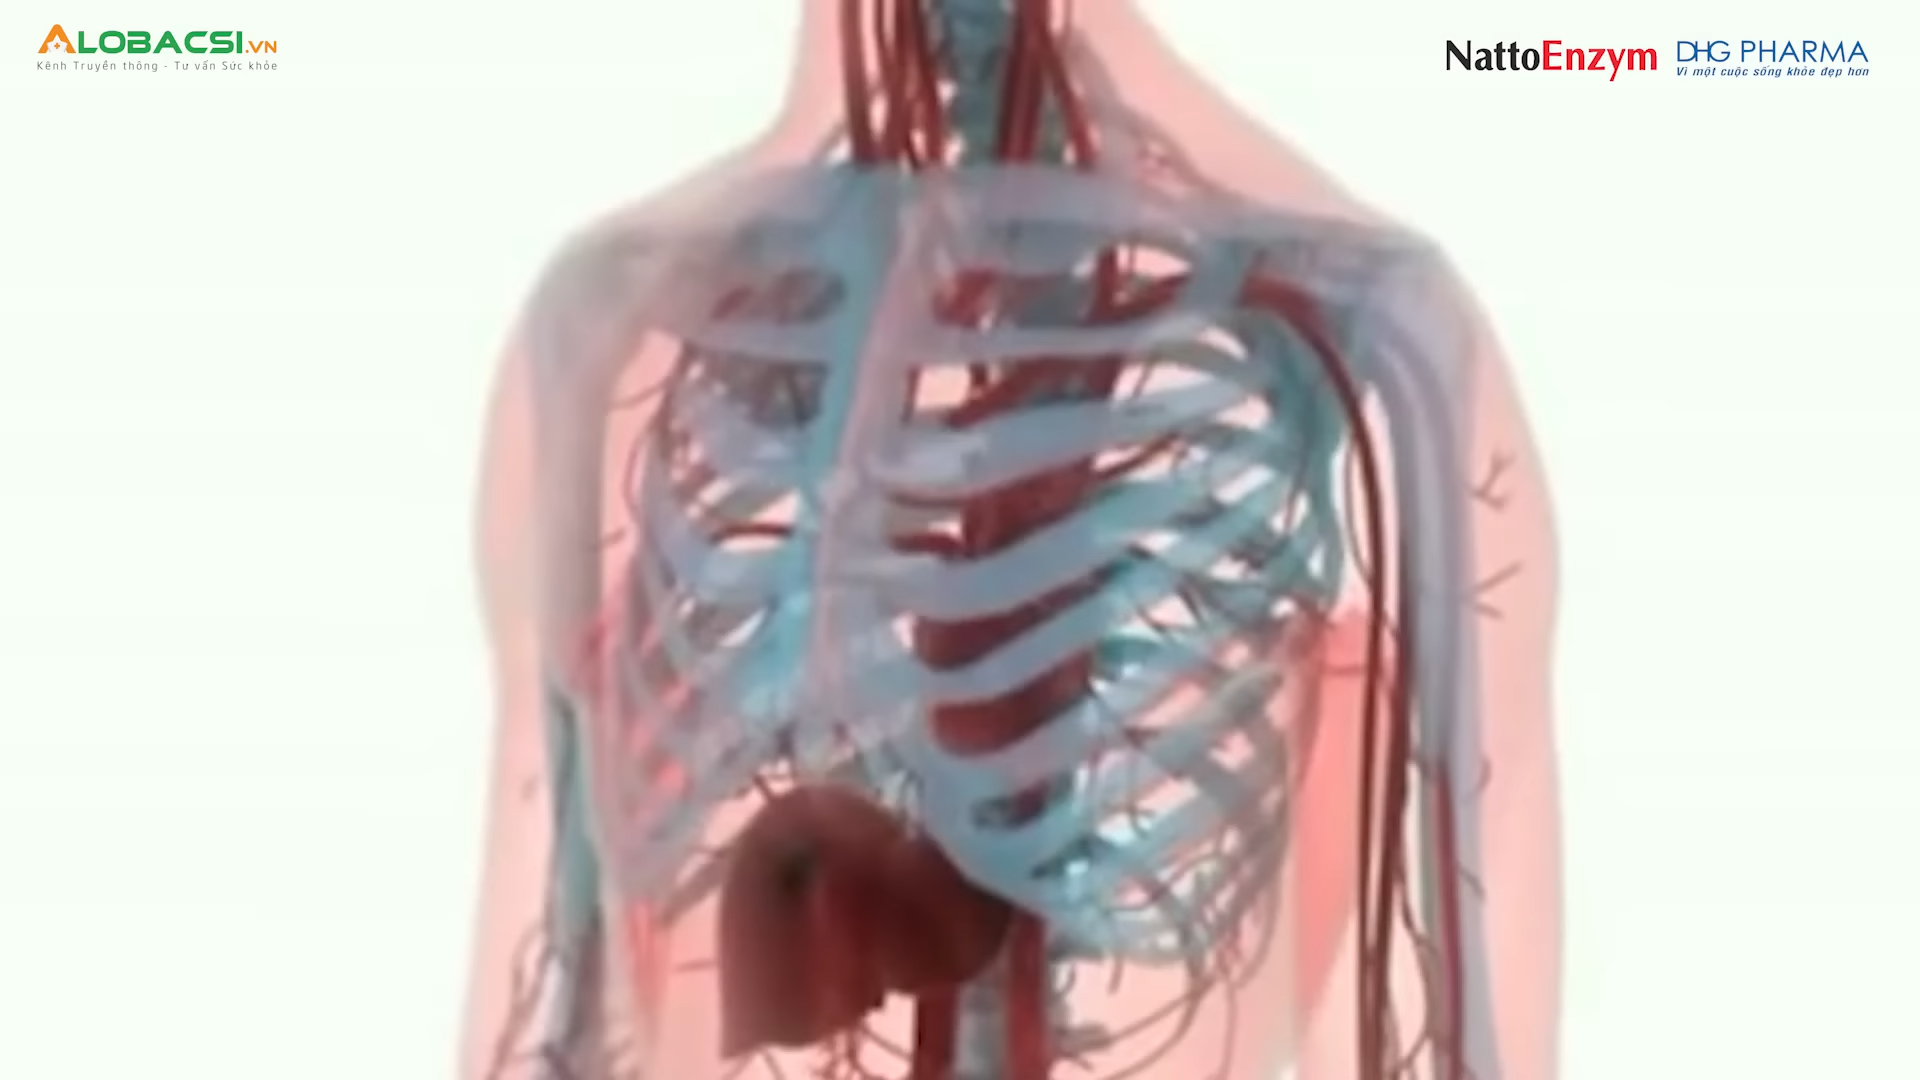 ALOBACSI.VN
Kênh Truyền thông - Tư vấn Sức khỏe
NattoEnzym
DHG PHARMA
Vì một cuộc sống khỏe đẹp hơn